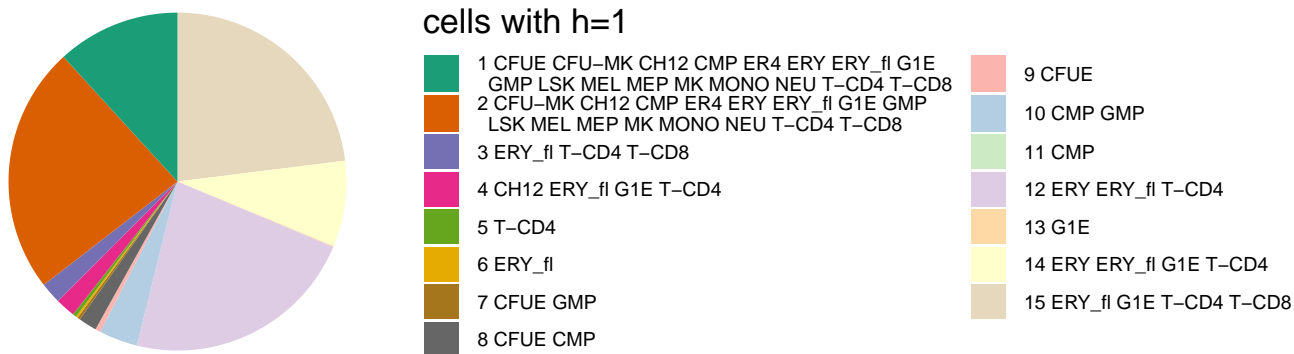 cells with h=1
1 CFUE CFU−MK CH12 CMP ER4 ERY ERY_fl G1E
GMP LSK MEL MEP MK MONO NEU T−CD4 T−CD8
2 CFU−MK CH12 CMP ER4 ERY ERY_fl G1E GMP
LSK MEL MEP MK MONO NEU T−CD4 T−CD8
3 ERY_fl T−CD4 T−CD8
4 CH12 ERY_fl G1E T−CD4
5 T−CD4
6 ERY_fl
7 CFUE GMP
8 CFUE CMP
9 CFUE
10 CMP GMP
11 CMP
12 ERY ERY_fl T−CD4
13 G1E
14 ERY ERY_fl G1E T−CD4
15 ERY_fl G1E T−CD4 T−CD8